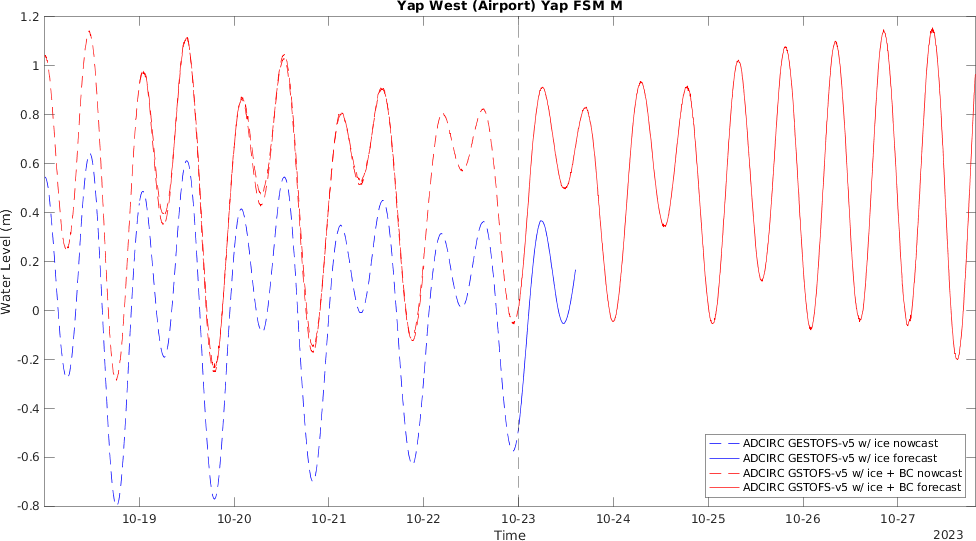 Yap West (Airport) Yap FSM M
Water Level (m)
1.2
1
0.8
0.6
0.4
0.2
0
-0.2
-0.4
-0.6
-0.8
ADCIRC GESTOFS-v5 w/ ice nowcast
ADCIRC GESTOFS-v5 w/ ice forecast
ADCIRC GSTOFS-v5 w/ ice + BC nowcast
ADCIRC GSTOFS-v5 w/ ice + BC forecast
10-19 10-20 10-21 10-22 10-23 10-24 10-25 10-26 10-27
Time
2023